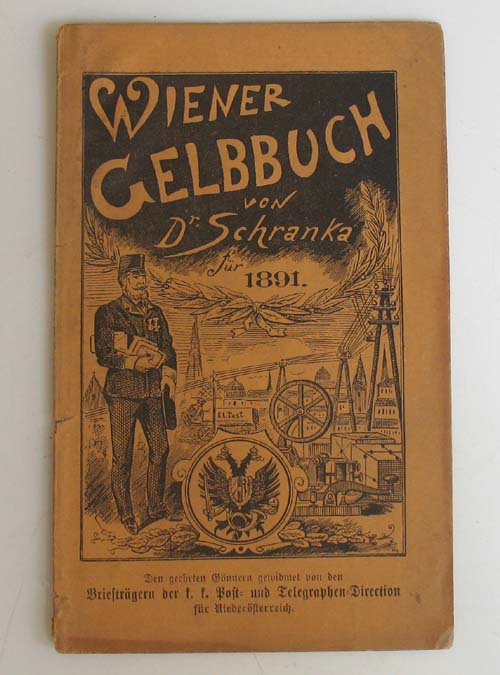 WIENER
GELBBUCH
VON
Dr. Schranka
für
1891.
k.k. Post
Den geehrten Gönnern gewidmet von den
Briefträgern der k. k. Post- und Telegraphen-Direction
für Niederösterreich.